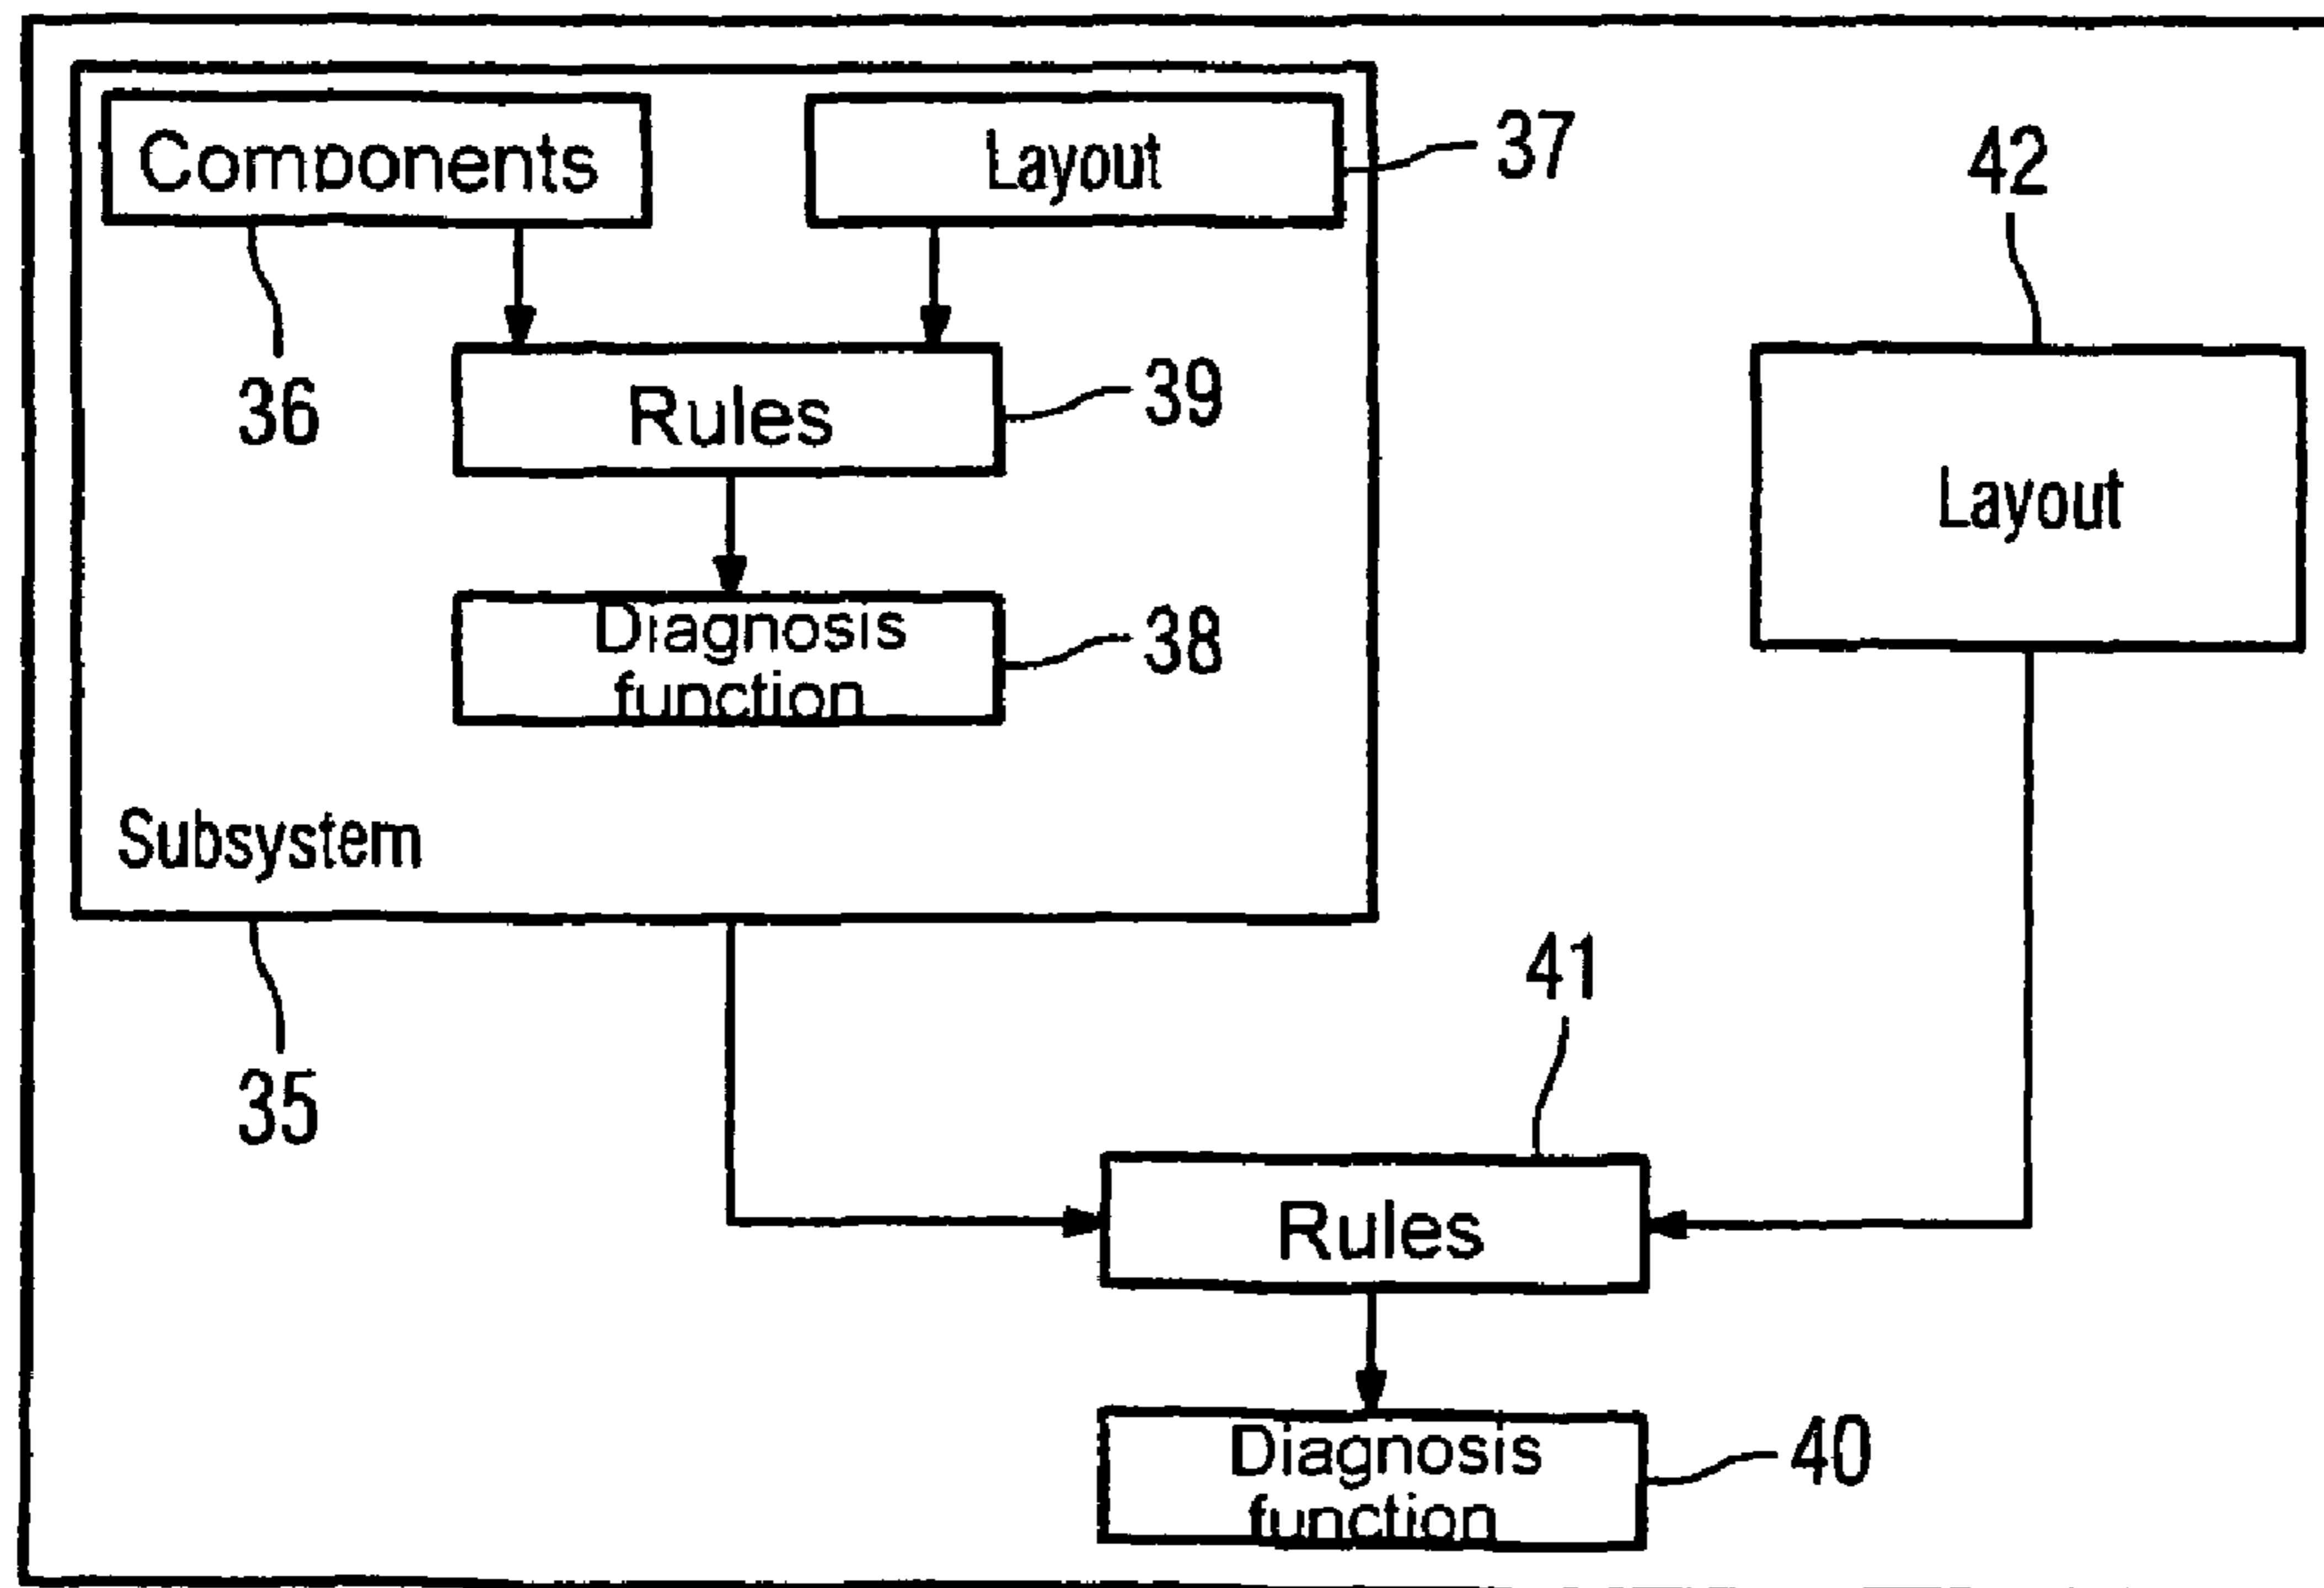 Components
Layout
37
42
36
Rules
39
Layout
Diagnosis
function
38
Subsystem
35
41
Rules
Diagnosis
function
40